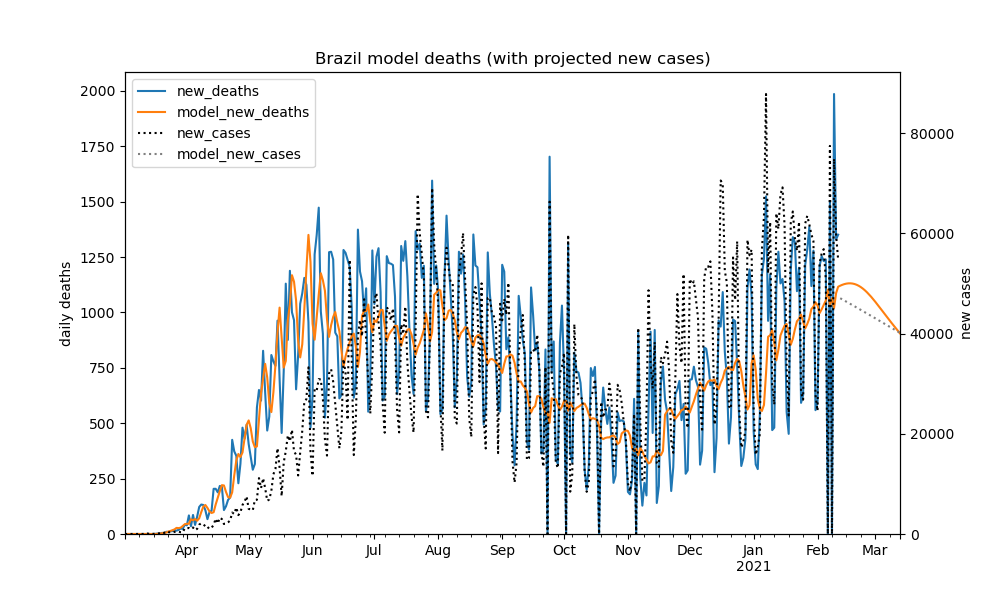 Brazil model deaths (with projected new cases)
new_deaths
model_new_deaths
new_cases
model_new_cases
daily deaths
2000
1750
1500
1250
1000
750
500
250
0
new cases
80000
60000
40000
20000
0
Apr May Jun Jul Aug Sep Oct Nov Dec Jan Feb Mar
2021